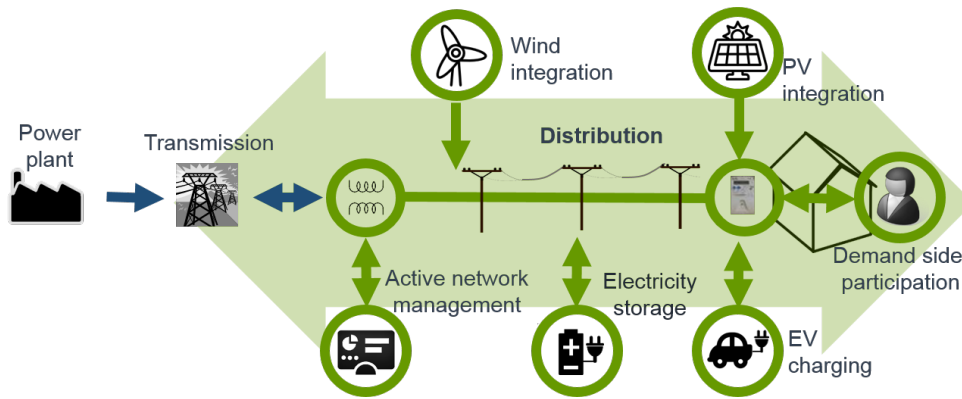 Wind
integration
PV
integration
Power
plant
Transmission
Distribution
Active network
management
Electricity
storage
Demand side
participation
EV
charging